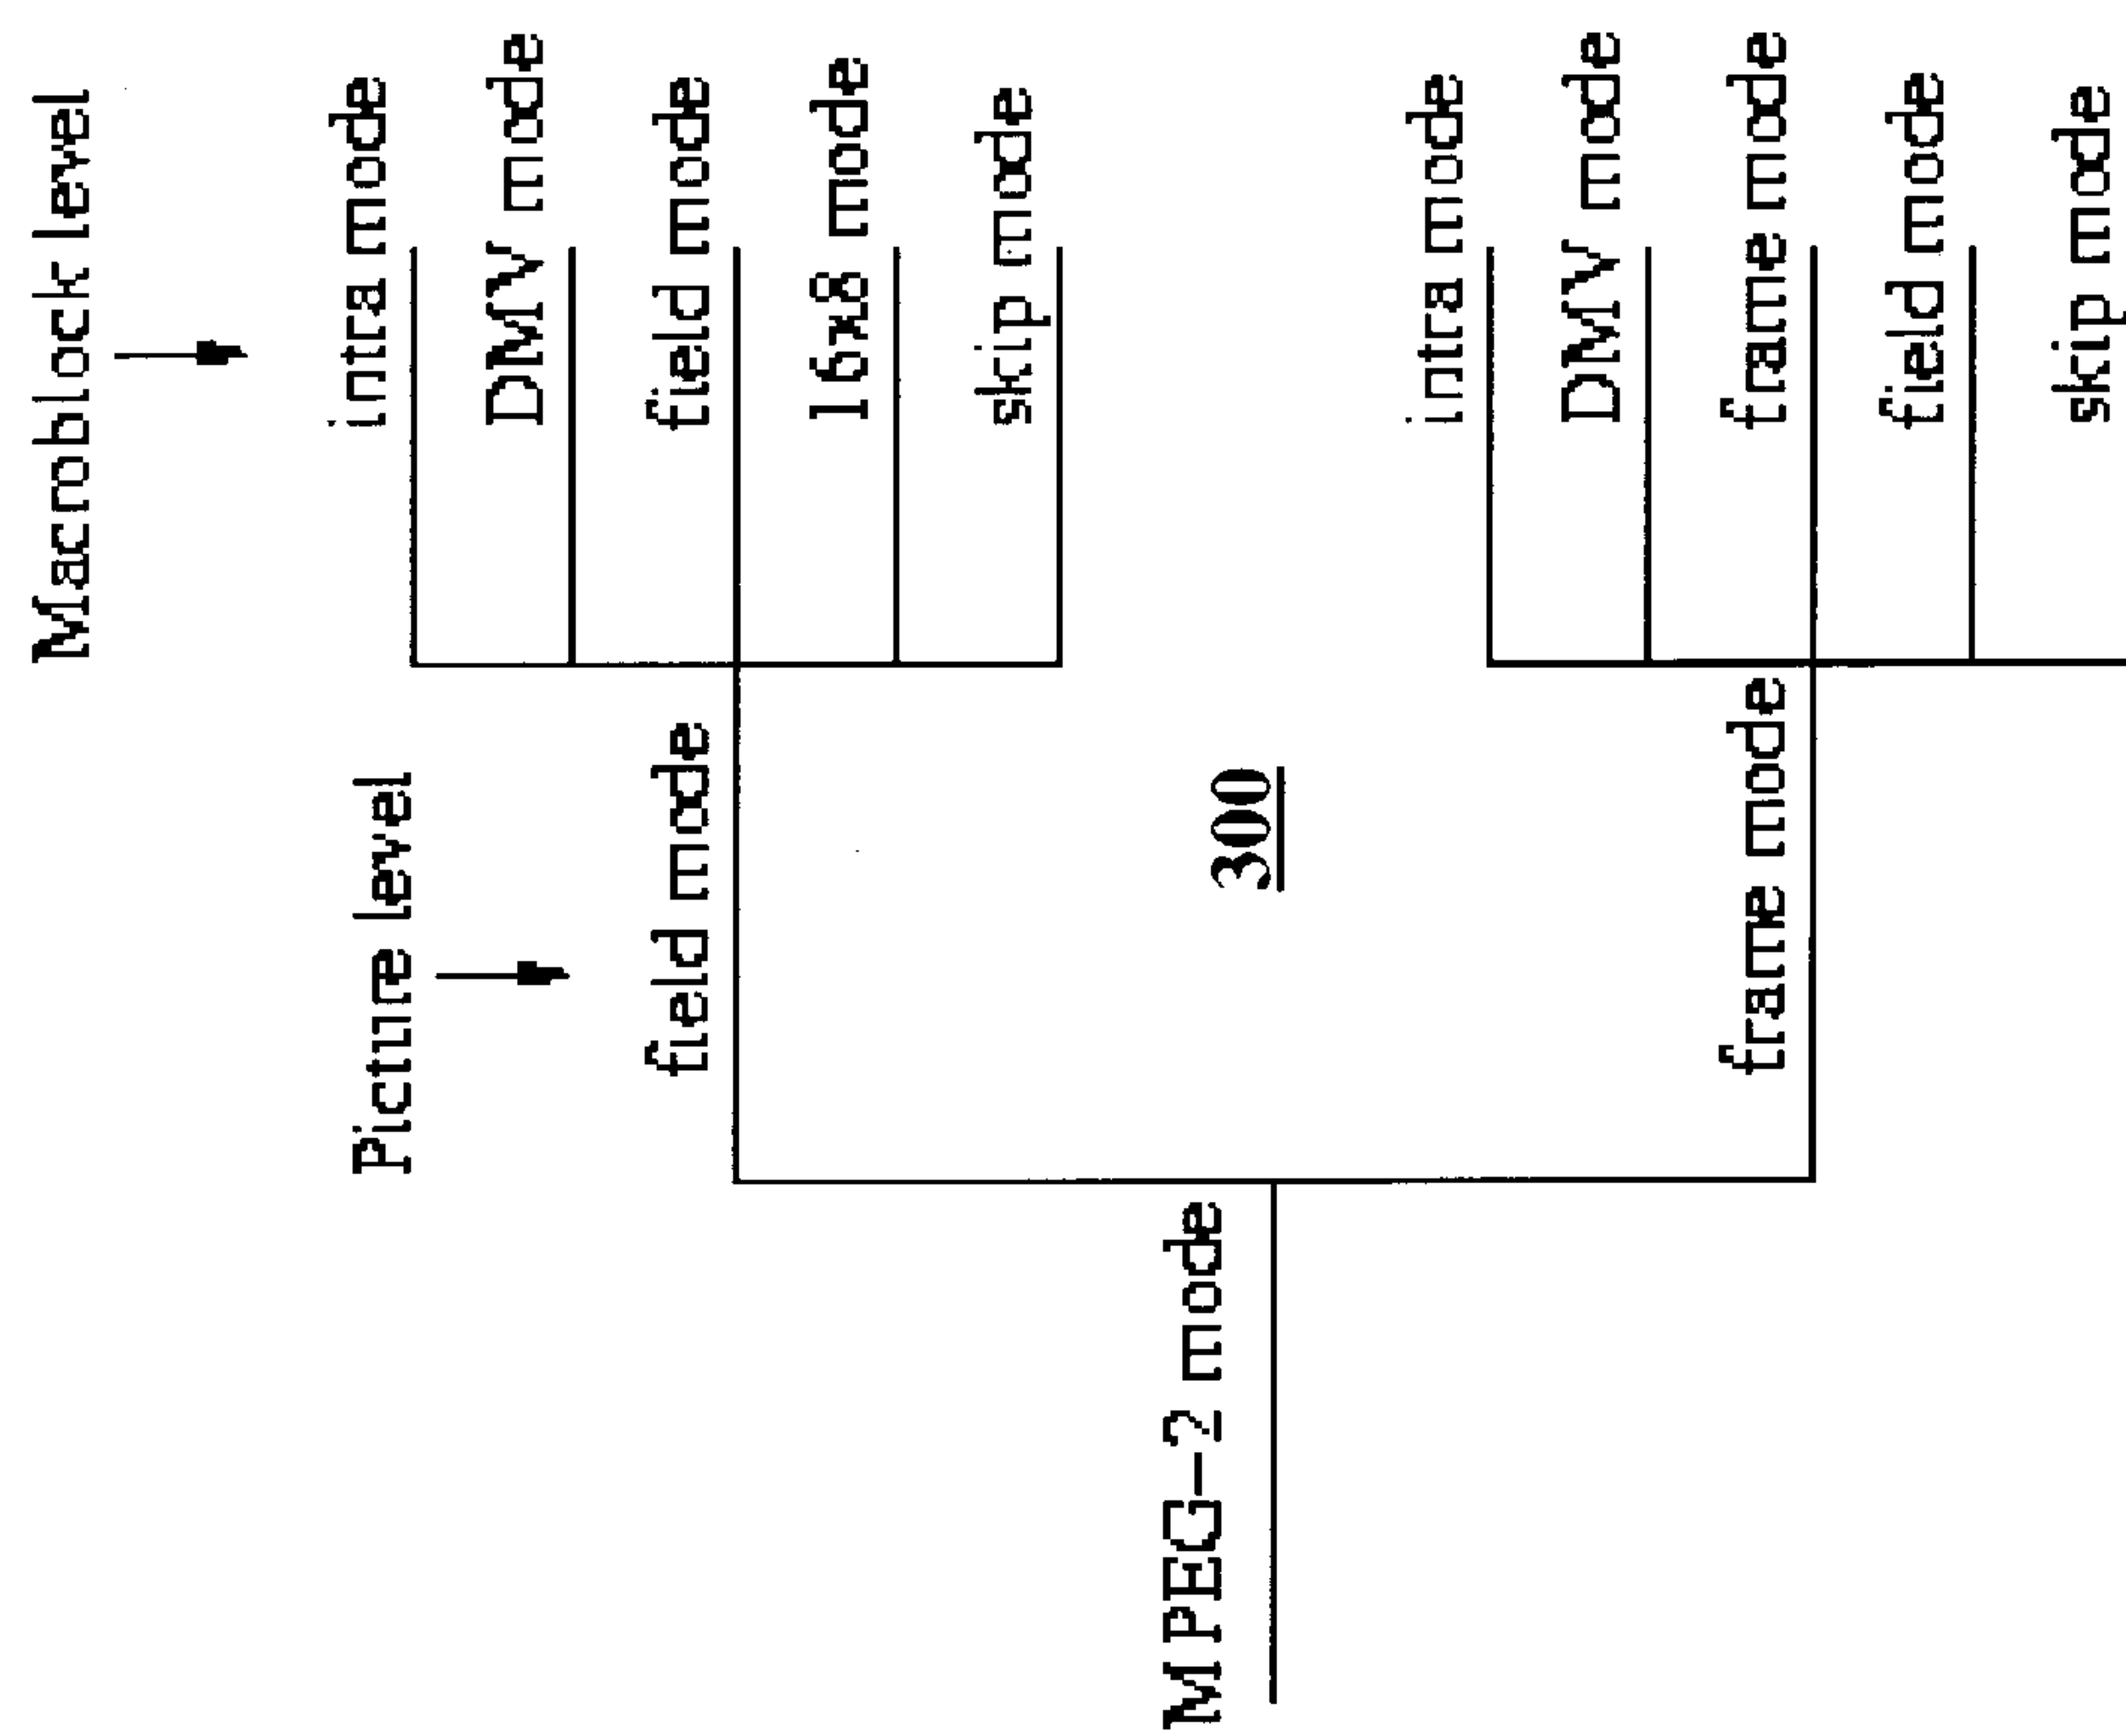 Macroblock level
Picture level
intra mode
DMV mode
field mode
field mode
16x8 mode
skip mode
MPEG-2 mode
300
intra mode
DMV mode
frame mode
frame mode
field mode
skip mode